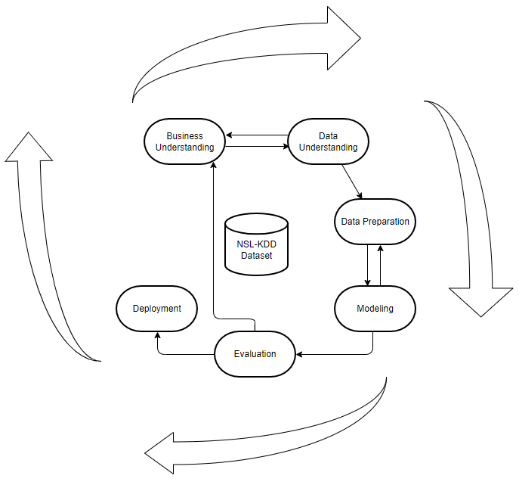 Business
Understanding
Data
Understanding
Data Preparation
NSL-KDD
Dataset
Deployment
Modeling
Evaluation